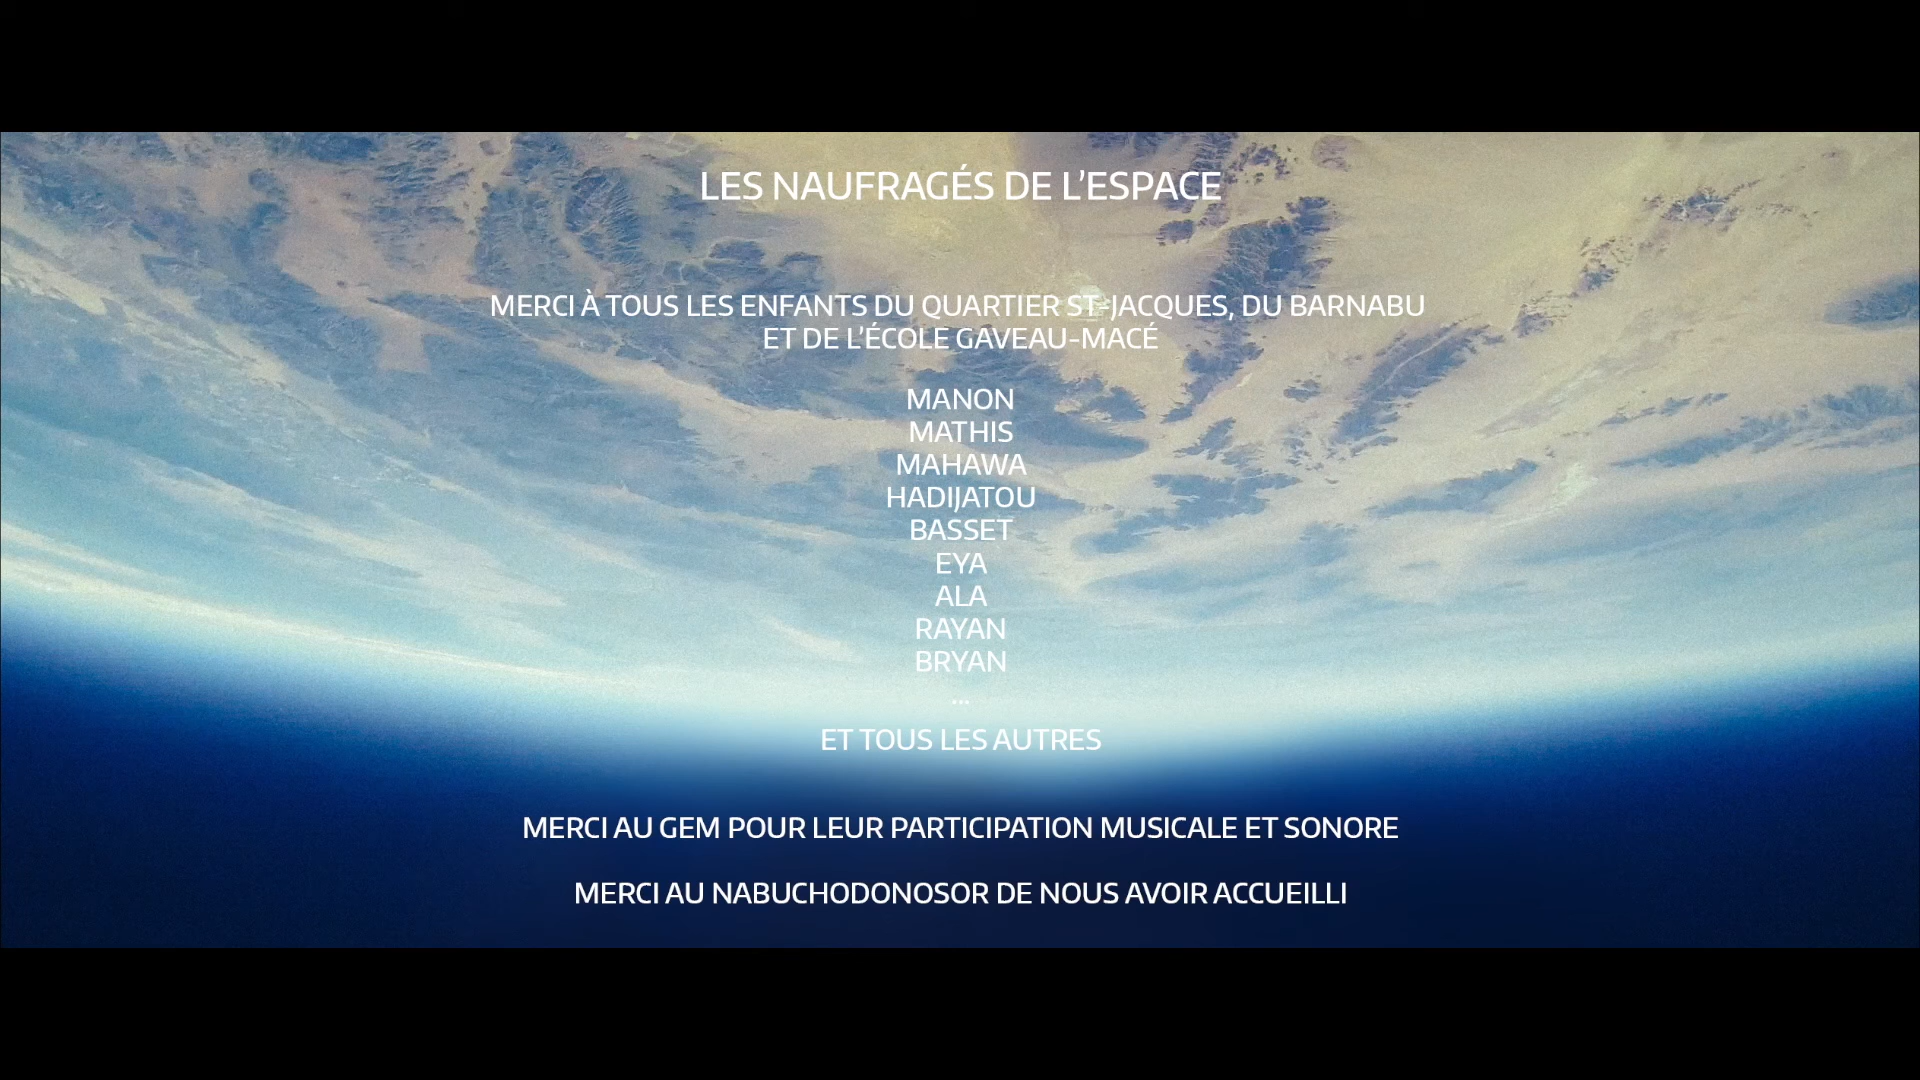 LES NAUFRAGÉS DE L’ESPACE
MERCI À TOUS LES ENFANTS DU QUARTIER ST-JACQUES, DU BARNABU
ET DE L’ÉCOLE GAVEAU-MACÉ
MANON
MATHIS
MAHAWA
HADIJATOU
BASSET
EYA
ALA
RAYAN
BRYAN
...
ET TOUS LES AUTRES
MERCI AU GEM POUR LEUR PARTICIPATION MUSICALE ET SONORE
MERCI AU NABUCHODONOSOR DE NOUS AVOIR ACCUEILLI